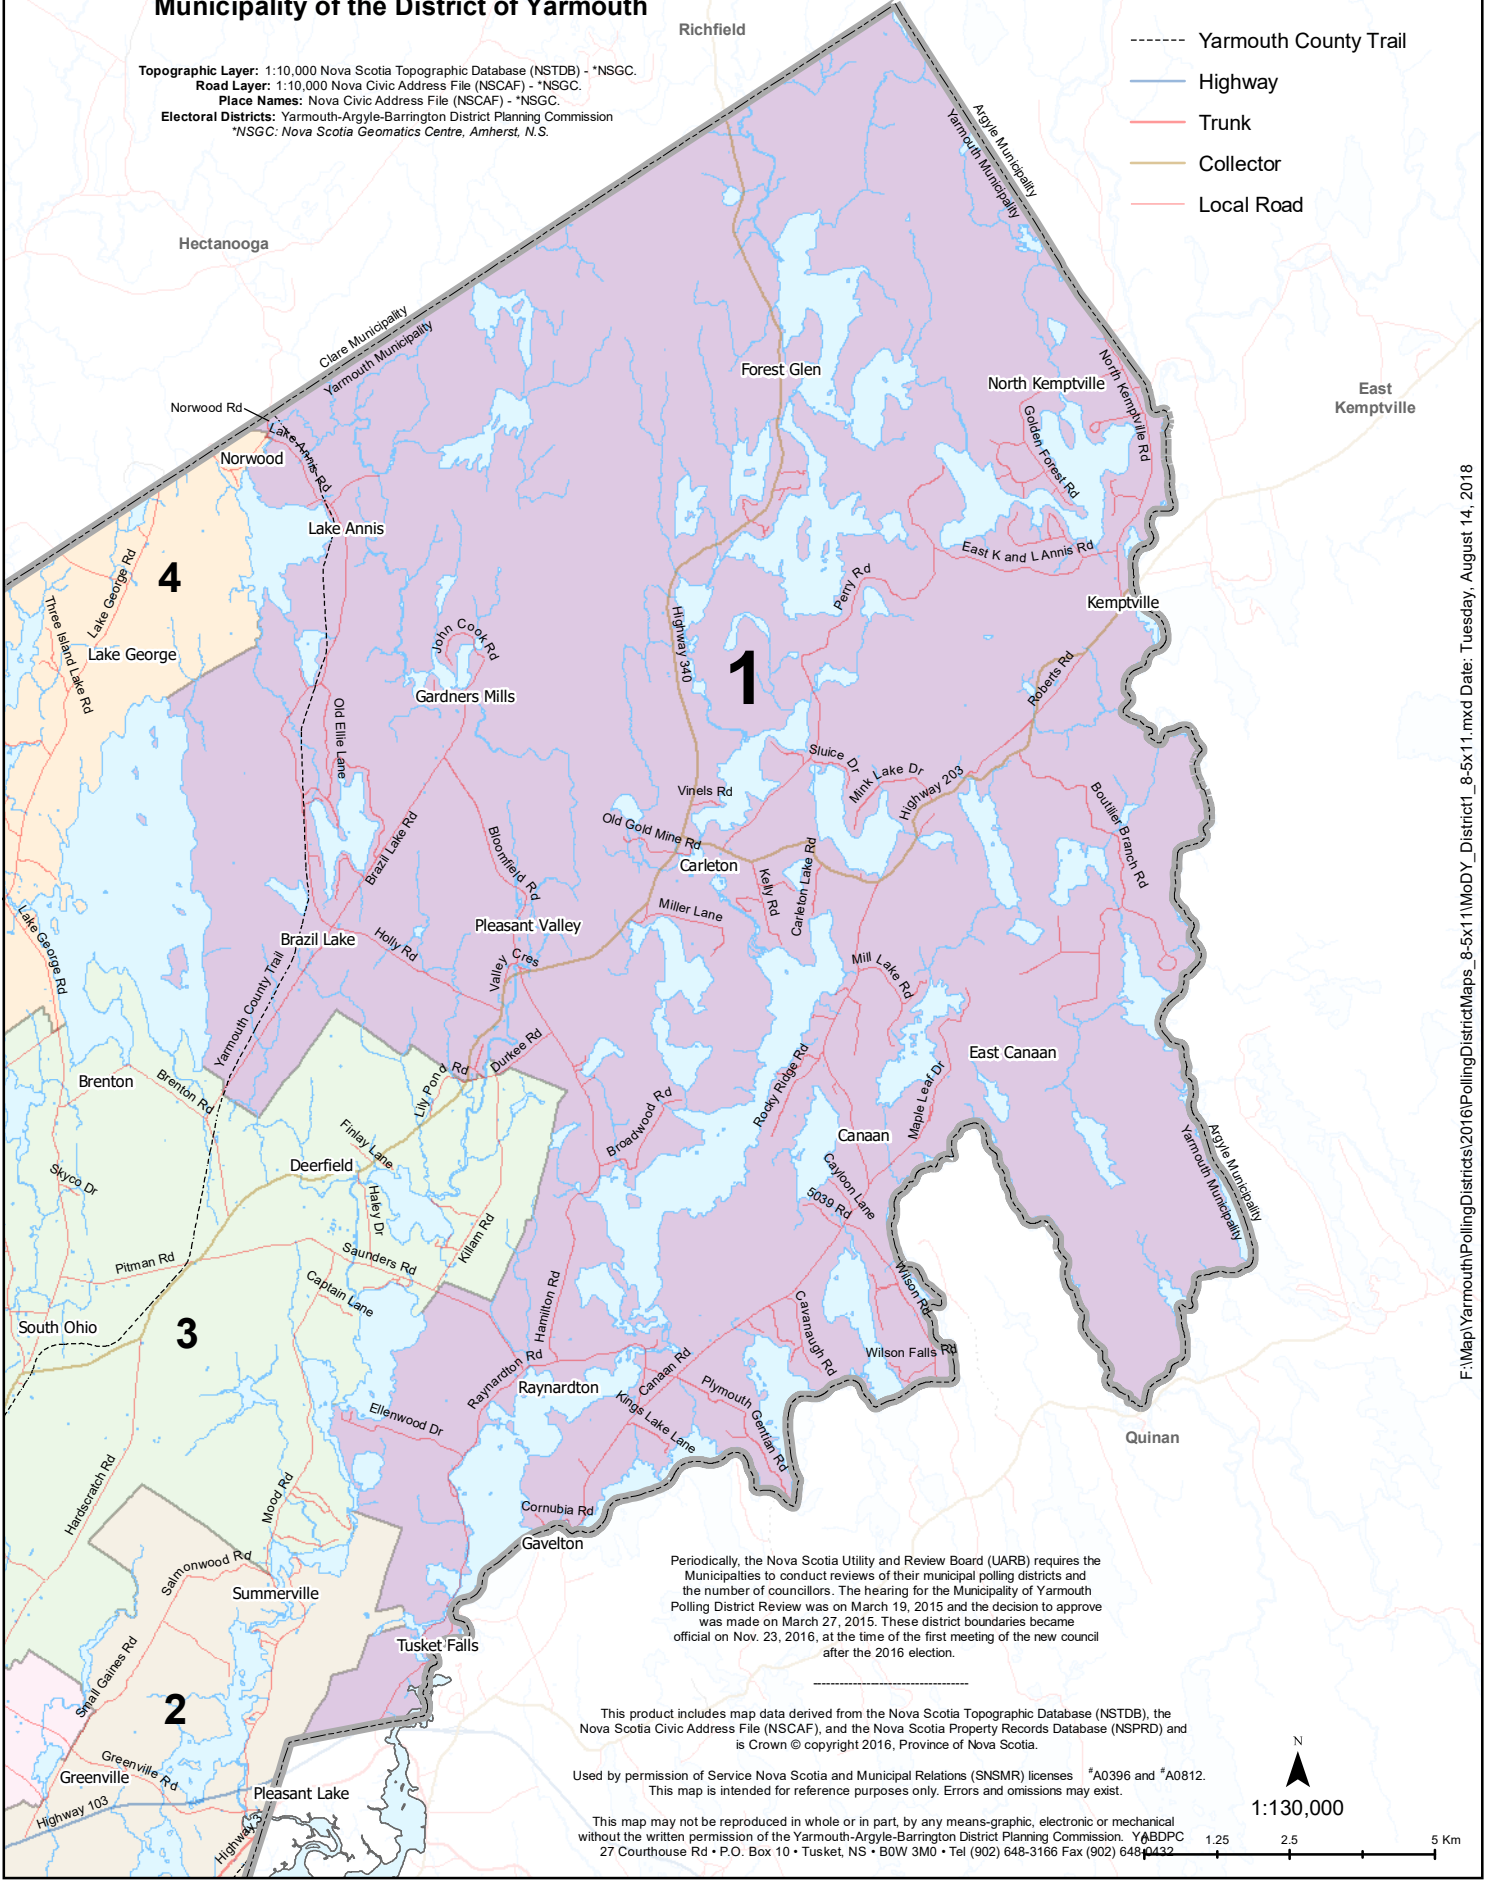 Municipality of the District of Yarmouth
Topographic Layer: 1:10,000 Nova Scotia Topographic Database (NSTDB) - *NSGC.
Road Layer: 1:10,000 Nova Civic Address File (NSCAF) - *NSGC.
Place Names: Nova Civic Address File (NSCAF) - *NSGC.
Electoral Districts: Yarmouth-Argyle-Barrington District Planning Commission
*NSGC: Nova Scotia Geomatics Centre, Amherst, N.S.
Yarmouth County Trail
Highway
Trunk
Collector
Local Road
Richfield
Hectanooga
Argyle Municipality
Yarmouth Municipality
Clare Municipality
Yarmouth Municipality
Forest Glen
North Kemptville
North Kemptville Rd
Golden Forest Rd
East
Kemptville
Norwood Rd
Lake Annis Rd
Norwood
Lake Annis
East K and L Annis Rd
4
Lake George Rd
Three Island Lake Rd
Lake George
Perry Rd
Kemptville
Highway 340
John Cook Rd
Gardners Mills
1
Roberts Rd
Old Ellie Lane
Sluice Dr
Mink Lake Dr
Highway 203
Vinels Rd
Boutilier Branch Rd
Old Gold Mine Rd
Brazil Lake Rd
Bloomfield Rd
Carleton
Kelly Rd
Carleton Lake Rd
Miller Lane
Lake George Rd
Pleasant Valley
Brazil Lake
Holly Rd
Valley Cres
Mill Lake Rd
Yarmouth County Trail
Durkee Rd
East Canaan
Brenton
Brenton Rd
Lily Pond Rd
Rocky Ridge Rd
Maple Leaf Dr
Broadwood Rd
Finlay Lane
Canaan
Argyle Municipality
Yarmouth Municipality
Deerfield
Skyco Dr
Haley Dr
Cayloon Lane
5039 Rd
Killam Rd
Pitman Rd
Saunders Rd
Captain Lane
Wilson Rd
Hamilton Rd
Cavanaugh Rd
South Ohio
3
Wilson Falls Rd
Raynardton Rd
Canaan Rd
Raynardton
Plymouth Gentian Rd
Kings Lake Lane
Ellenwood Dr
Quinan
Hardscratch Rd
Mood Rd
Cornubia Rd
Gavelton
Salmonwood Rd
Summerville
Tusket Falls
Small Gaines Rd
2
Greenville Rd
Greenville
Highway 103
Pleasant Lake
Highway 3
Periodically, the Nova Scotia Utility and Review Board (UARB) requires the
Municipalties to conduct reviews of their municipal polling districts and
the number of councillors. The hearing for the Municipality of Yarmouth
Polling District Review was on March 19, 2015 and the decision to approve
was made on March 27, 2015. These district boundaries became
official on Nov. 23, 2016, at the time of the first meeting of the new council
after the 2016 election.
----------------------------------
This product includes map data derived from the Nova Scotia Topographic Database (NSTDB), the
Nova Scotia Civic Address File (NSCAF), and the Nova Scotia Property Records Database (NSPRD) and
is Crown © copyright 2016, Province of Nova Scotia.
Used by permission of Service Nova Scotia and Municipal Relations (SNSMR) licenses #A0396 and #A0812.
This map is intended for reference purposes only. Errors and omissions may exist.
This map may not be reproduced in whole or in part, by any means-graphic, electronic or mechanical
without the written permission of the Yarmouth-Argyle-Barrington District Planning Commission. YABDPC
27 Courthouse Rd • P.O. Box 10 • Tusket, NS • B0W 3M0 • Tel (902) 648-3166 Fax (902) 648-0432
N
1:130,000
0 1.25 2.5 5 Km
F:\Map\Yarmouth\PollingDistricts\2016\PollingDistrictMaps_8-5x11\MoDY_District1_8-5x11.mxd Date: Tuesday, August 14, 2018